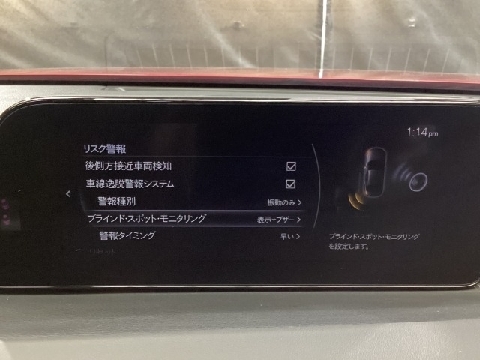 1:14pm
リスク警報
後側方接近車両検知
車線逸脱警報システム
警報種別 振動のみ
ブラインド・スポット・モニタリング 表示+ブザー
警報タイミング 早い
ブラインド・スポット・モニタリング
を設定します。